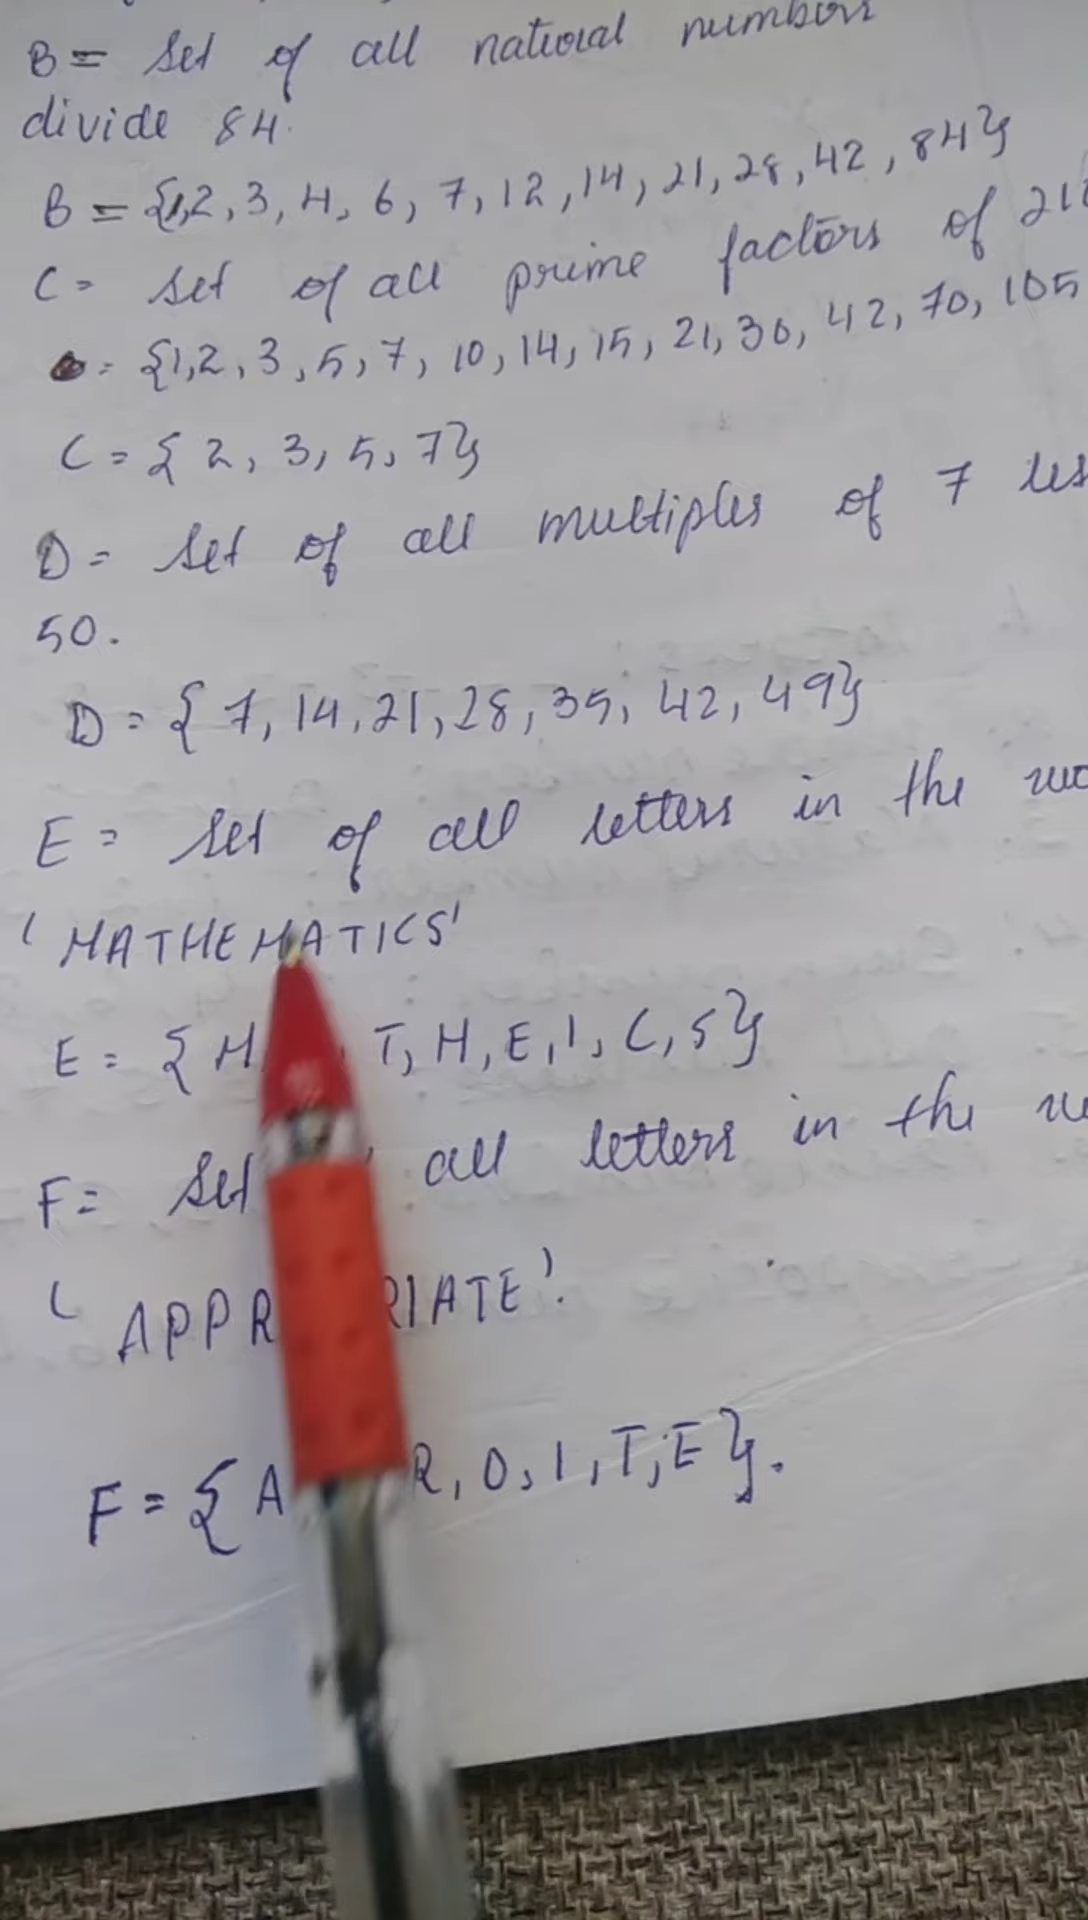 B = Set of all natural numbers
divide 84.
B = {1,2, 3, 4, 6, 7, 12, 14, 21, 28, 42, 84}
C = Set of all prime factors of
= {1,2, 3, 5, 7, 10, 14, 15, 21, 30, 42, 70, 105
C = { 2, 3, 5, 7}
D = Set of all multiples of 7
50.
D = { 7, 14, 21, 28, 35, 42, 49}
E = Set of all letters in the
'MATHEMATICS'
E = { M, T, H, E, I, C, S}
F = Set all letters in the
'APPR RIATE'.
F = { A R, O, I, T, E}.